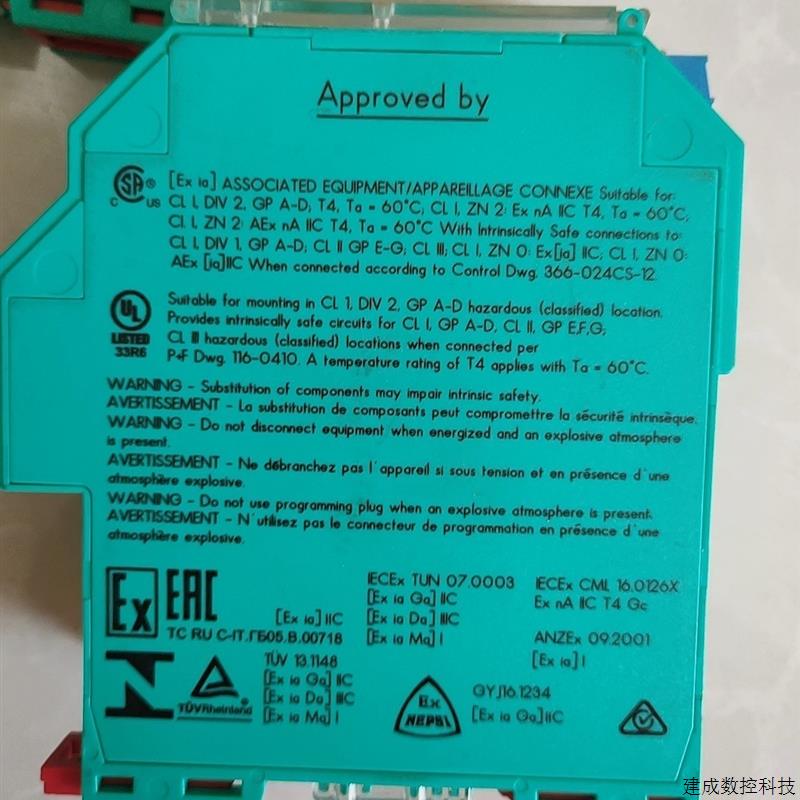 Approved by
[Ex ia] ASSOCIATED EQUIPMENT/APPAREILLAGE CONNEXE Suitable for:
CL I, DIV 2, GP A-D, T4, Ta = 60°C, CL I, ZN 2: Ex nA IIC T4, Ta = 60°C,
CL I, ZN 2: AEx nA IIC T4, Ta = 60°C With Intrinsically Safe connections to:
CL I, DIV 1, GP A-D; CL II GP E-G; CL III; CL I, ZN 0: Ex[ia] IIC; CL I, ZN 0:
AEx [ia]IIC When connected according to Control Dwg. 366-024CS-12.
SA ®
C US
UL
LISTED
33R6
Suitable for mounting in CL 1, DIV 2, GP A-D hazardous (classified) location.
Provides intrinsically safe circuits for CL I, GP A-D, CL II, GP E,F,G;
CL III hazardous (classified) locations when connected per
P+F Dwg. 116-0410. A temperature rating of T4 applies with Ta = 60°C.
WARNING - Substitution of components may impair intrinsic safety.
AVERTISSEMENT - La substitution de composants peut compromettre la sécurité intrinsèque.
WARNING - Do not disconnect equipment when energized and an explosive atmosphere
is present.
AVERTISSEMENT - Ne débranchez pas l'appareil si sous tension et en présence d'une
atmosphère explosive.
WARNING - Do not use programming plug when an explosive atmosphere is present.
AVERTISSEMENT - N'utilisez pas le connecteur de programmation en présence d'une
atmosphère explosive.
Ex EAC
[Ex ia] IIC
TC RU C-IT.ГБ05.B.00718
IECEx TUN 07.0003
[Ex ia Ga] IIC
[Ex ia Da] IIIC
[Ex ia Ma] I
IECEx CML 16.0126X
Ex nA IIC T4 Gc
ANZEx 09.2001
[Ex ia] I
TÜVRheinland ®
TÜV 13.1148
[Ex ia Ga] IIC
[Ex ia Da] IIIC
[Ex ia Ma] I
Ex
NEPSI
GYJ16.1234
[Ex ia Ga]IIC
建成数控科技